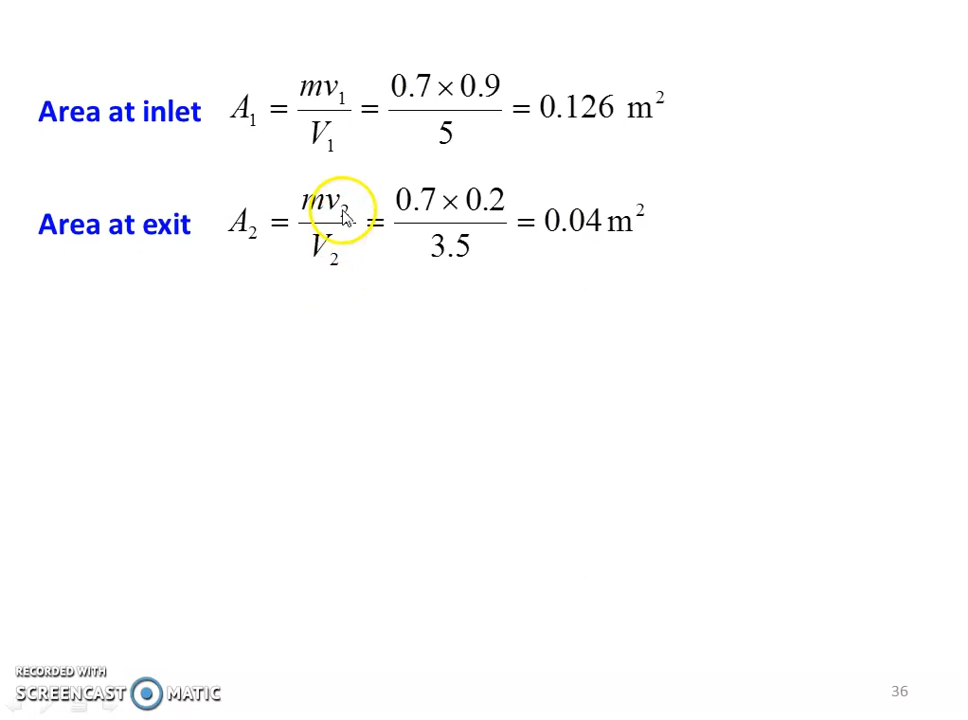 Area at inlet A₁ = mv₁/V₁ = 0.7 × 0.9/5 = 0.126 m²
Area at exit A₂ = mv₂/V₂ = 0.7 × 0.2/3.5 = 0.04 m²
RECORDED WITH
SCREENCAST MATIC
36